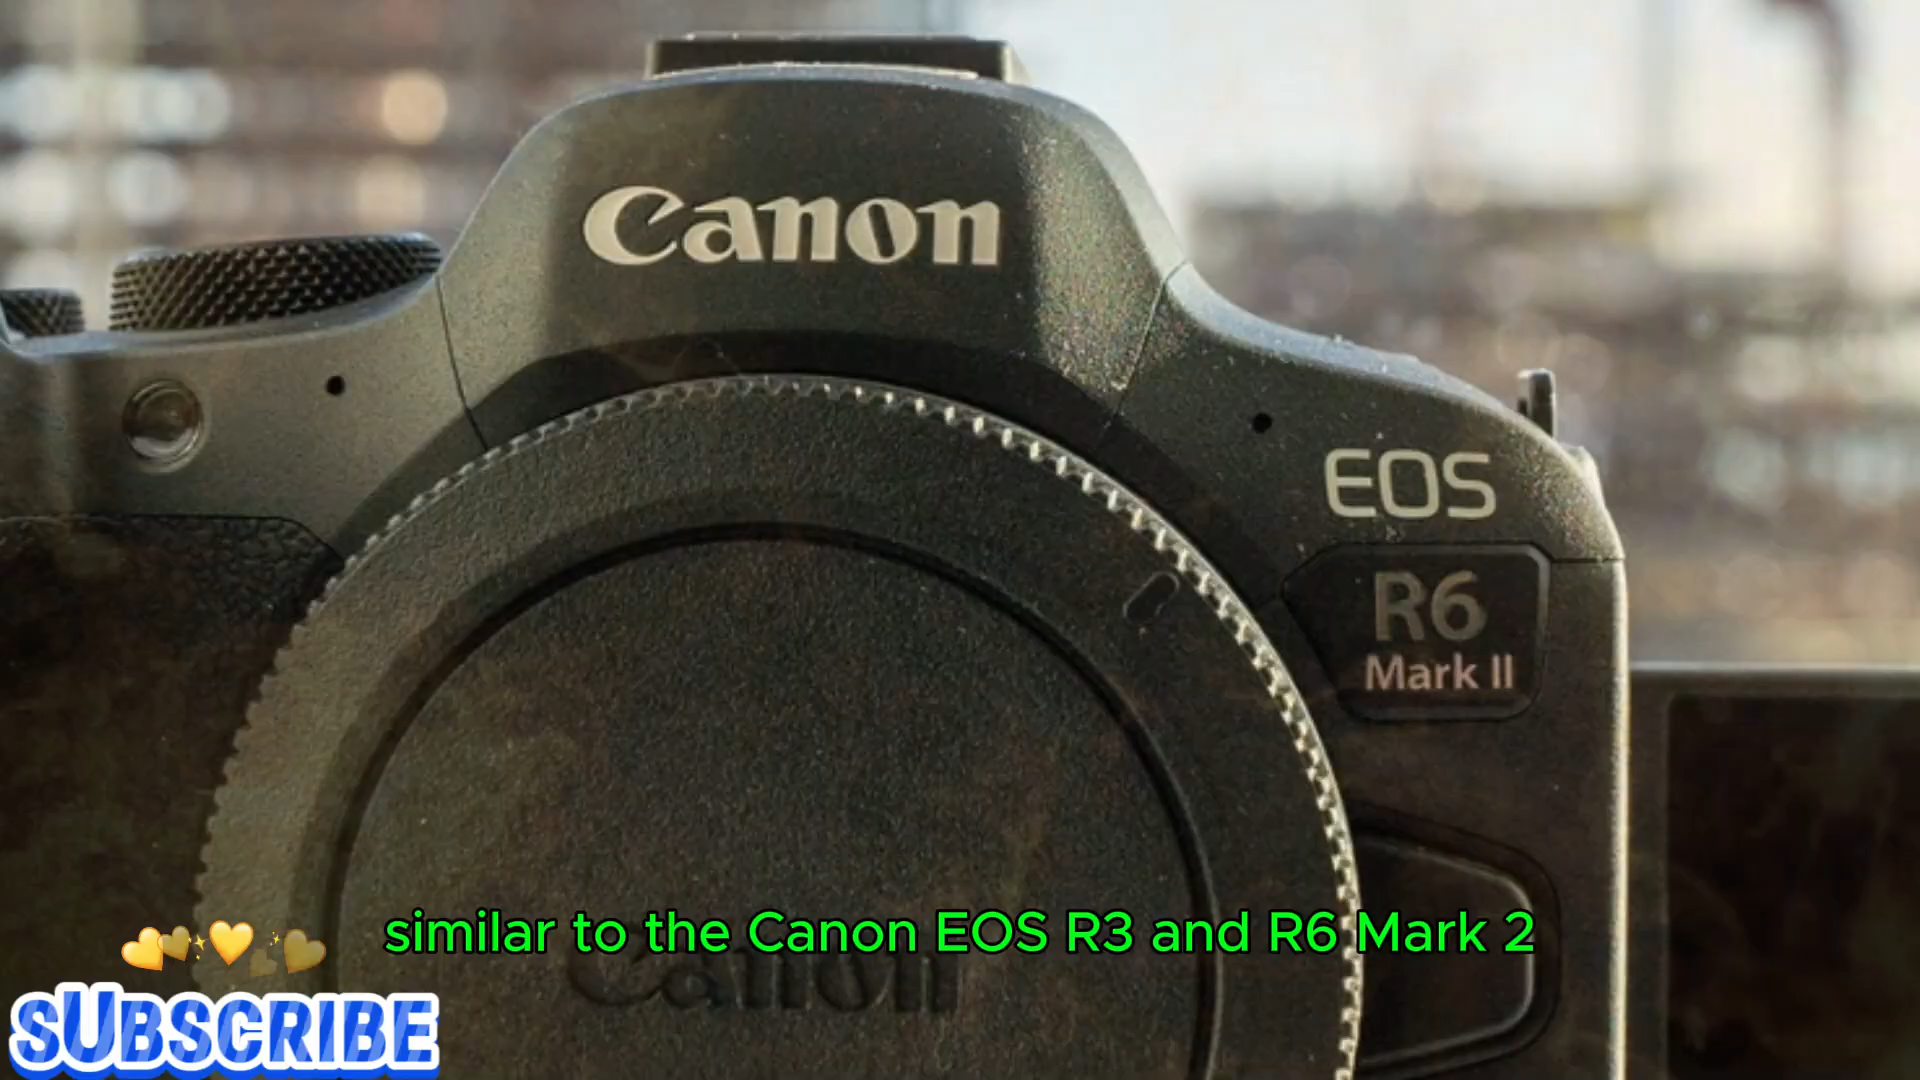 Canon
EOS
R6
Mark II
similar to the Canon EOS R3 and R6 Mark 2
Canon
SUBSCRIBE